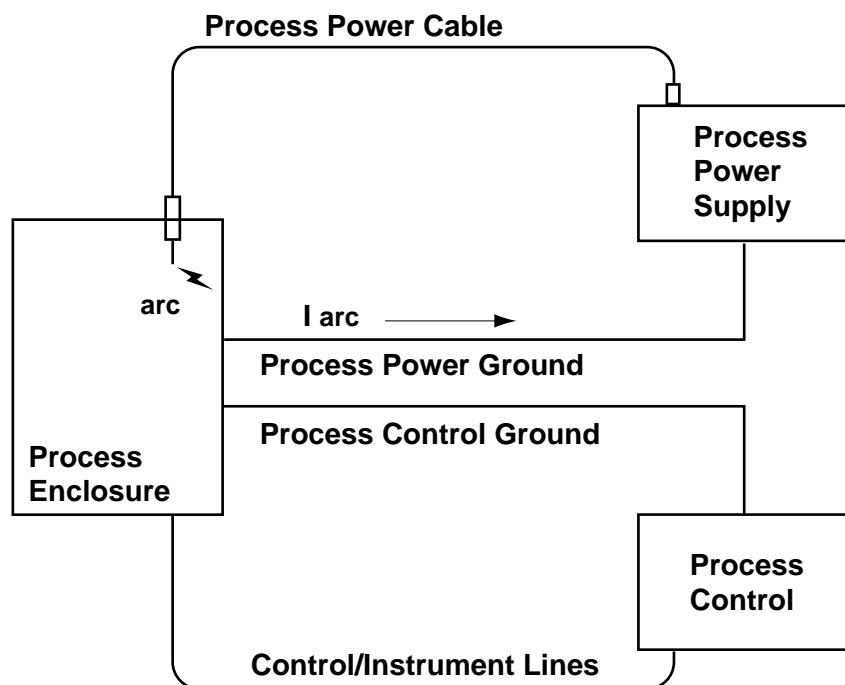 Process Power Cable
Process
Power
Supply
arc
I arc
Process Power Ground
Process Control Ground
Process
Enclosure
Process
Control
Control/Instrument Lines